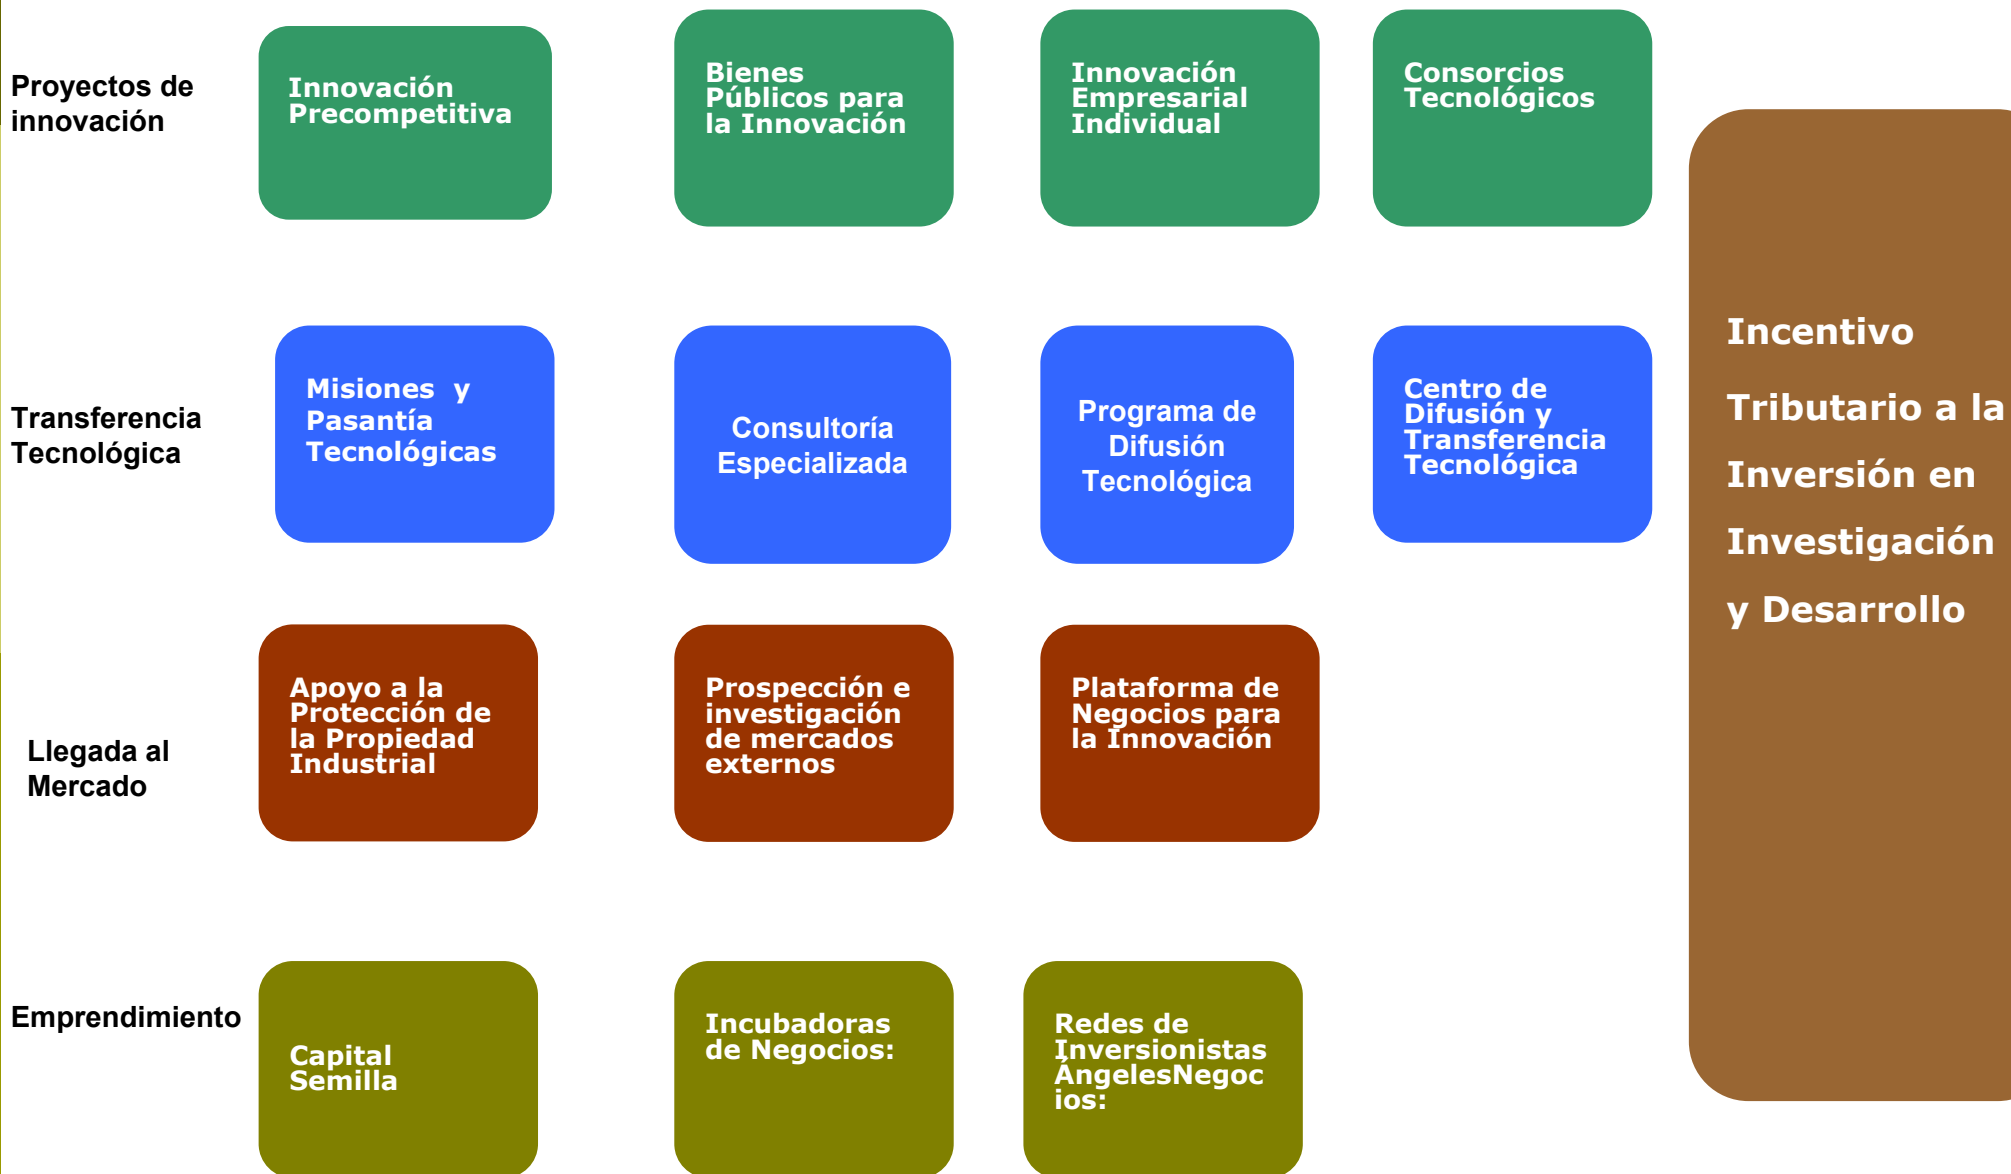 Proyectos de
innovación
Innovación
Precompetitiva
Bienes
Públicos para
la Innovación
Innovación
Empresarial
Individual
Consorcios
Tecnológicos
Transferencia
Tecnológica
Misiones y
Pasantía
Tecnológicas
Consultoría
Especializada
Programa de
Difusión
Tecnológica
Centro de
Difusión y
Transferencia
Tecnológica
Llegada al
Mercado
Apoyo a la
Protección de
la Propiedad
Industrial
Prospección e
investigación
de mercados
externos
Plataforma de
Negocios para
la Innovación
Emprendimiento
Capital
Semilla
Incubadoras
de Negocios:
Redes de
Inversionistas
ÁngelesNegoc
ios:
Incentivo
Tributario a la
Inversión en
Investigación
y Desarrollo